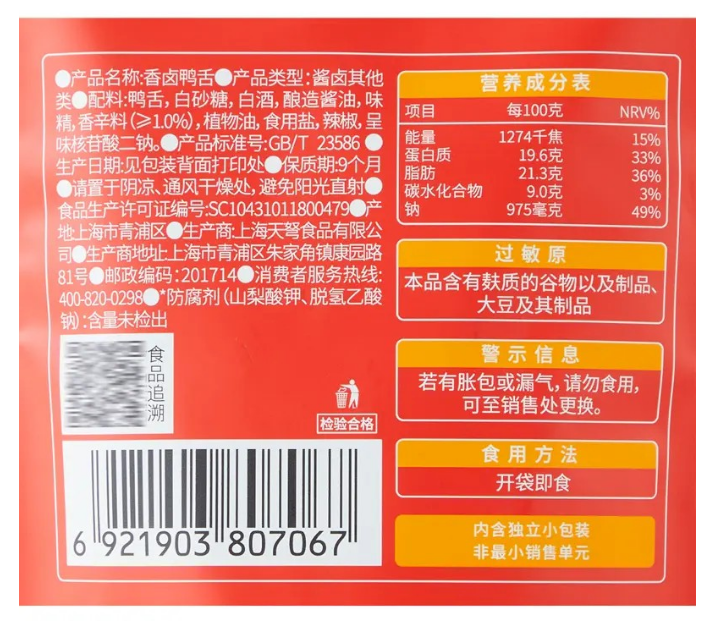 ●产品名称:香卤鸭舌●产品类型:酱卤其他
类●配料:鸭舌,白砂糖,白酒,酿造酱油,味
精,香辛料(≥1.0%),植物油,食用盐,辣椒,呈
味核苷酸二钠。●产品标准号:GB/T 23586●
生产日期:见包装背面打印处●保质期:9个月
●请置于阴凉、通风干燥处,避免阳光直射●
食品生产许可证编号:SC10431011800479●产
地:上海市青浦区●生产商:上海天弩食品有限公
司●生产商地址:上海市青浦区朱家角镇康园路
81号●邮政编码:201714●消费者服务热线:
400-820-0298●*防腐剂(山梨酸钾、脱氢乙酸
钠):含量未检出
食品追溯
检验合格
6 921903 807067
营养成分表
项目 每100克 NRV%
能量 1274千焦 15%
蛋白质 19.6克 33%
脂肪 21.3克 36%
碳水化合物 9.0克 3%
钠 975毫克 49%
过敏原
本品含有麸质的谷物以及制品、
大豆及其制品
警示信息
若有胀包或漏气,请勿食用,
可至销售处更换。
食用方法
开袋即食
内含独立小包装
非最小销售单元